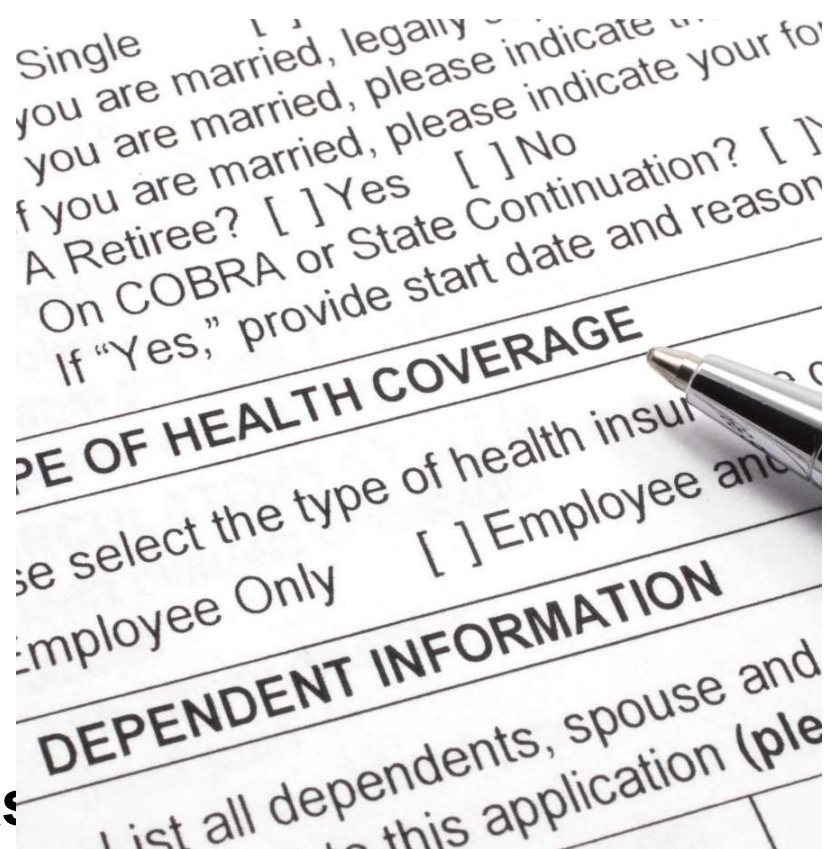 Single [ ]
you are married, legally
you are married, please indicate
f you are married, please indicate your
A Retiree? [ ] Yes [ ] No
On COBRA or State Continuation? [ ]
If “Yes,” provide start date and reason
PE OF HEALTH COVERAGE
se select the type of health insur
Employee Only [ ] Employee and
DEPENDENT INFORMATION
List all dependents, spouse and
this application (ple
s